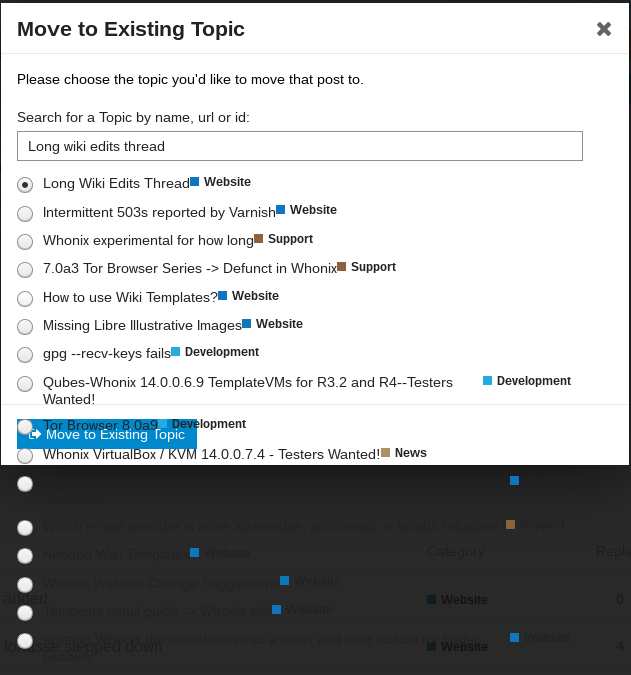 Move to Existing Topic
Please choose the topic you'd like to move that post to.
Search for a Topic by name, url or id:
Long wiki edits thread
Long Wiki Edits Thread Website
Intermittent 503s reported by Varnish Website
Whonix experimental for how long Support
7.0a3 Tor Browser Series -> Defunct in Whonix Support
How to use Wiki Templates? Website
Missing Libre Illustrative Images Website
gpg --recv-keys fails Development
Qubes-Whonix 14.0.0.6.9 TemplateVMs for R3.2 and R4--Testers Development
Wanted!
Tor Browser 8.0a9 Development
Move to Existing Topic
Whonix VirtualBox / KVM 14.0.0.7.4 - Testers Wanted! News
Which e-mail provider is more adviseable, protonmail or lavabit reloaded? Support
Needed Wiki Templates Website
Category Repli
Whonix Website Change Suggestions Website
added Website 0
Tempests email guide -> Whonix wiki Website
splitting Whonix documentation into a short and long edition for better Website
for asse stepped down Website 4
usability